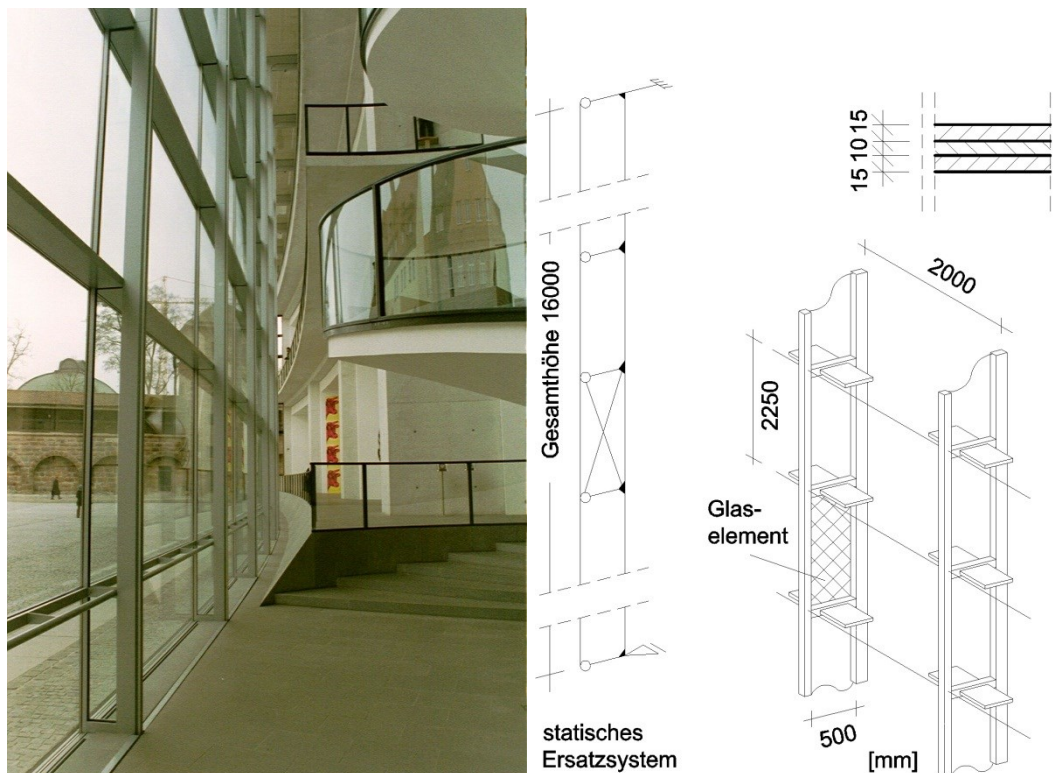 Gesamthöhe 16000
statisches
Ersatzsystem
15 10 15
2000
2250
Glas-
element
500
[mm]